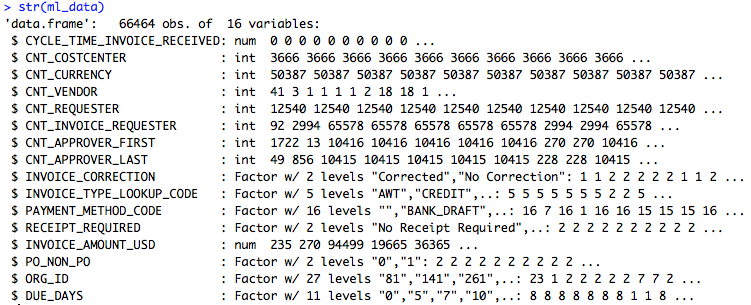 > str(ml_data)
'data.frame': 66464 obs. of 16 variables:
$ CYCLE_TIME_INVOICE_RECEIVED: num 0 0 0 0 0 0 0 0 0 0 ...
$ CNT_COSTCENTER : int 3666 3666 3666 3666 3666 3666 3666 3666 3666 3666 ...
$ CNT_CURRENCY : int 50387 50387 50387 50387 50387 50387 50387 50387 50387 50387 ...
$ CNT_VENDOR : int 41 3 1 1 1 1 2 18 18 1 ...
$ CNT_REQUESTER : int 12540 12540 12540 12540 12540 12540 12540 12540 12540 12540 ...
$ CNT_INVOICE_REQUESTER : int 92 2994 65578 65578 65578 65578 65578 2994 2994 65578 ...
$ CNT_APPROVER_FIRST : int 1722 13 10416 10416 10416 10416 10416 270 270 10416 ...
$ CNT_APPROVER_LAST : int 49 856 10415 10415 10415 10415 10415 228 228 10415 ...
$ INVOICE_CORRECTION : Factor w/ 2 levels "Corrected","No Correction": 1 1 2 2 2 2 2 1 1 2 ...
$ INVOICE_TYPE_LOOKUP_CODE : Factor w/ 5 levels "AWT","CREDIT",..: 5 5 5 5 5 5 5 2 2 5 ...
$ PAYMENT_METHOD_CODE : Factor w/ 16 levels "","BANK_DRAFT",..: 16 7 16 1 16 16 15 15 15 16 ...
$ RECEIPT_REQUIRED : Factor w/ 2 levels "No Receipt Required",..: 2 2 2 2 2 2 2 2 2 2 ...
$ INVOICE_AMOUNT_USD : num 235 270 94499 19665 36365 ...
$ PO_NON_PO : Factor w/ 2 levels "0","1": 2 2 2 2 2 2 2 2 2 2 ...
$ ORG_ID : Factor w/ 27 levels "81","141","261",..: 23 1 2 2 2 2 2 7 7 2 ...
$ DUE_DAYS : Factor w/ 11 levels "0","5","7","10",..: 8 8 8 8 8 8 8 1 1 8 ...